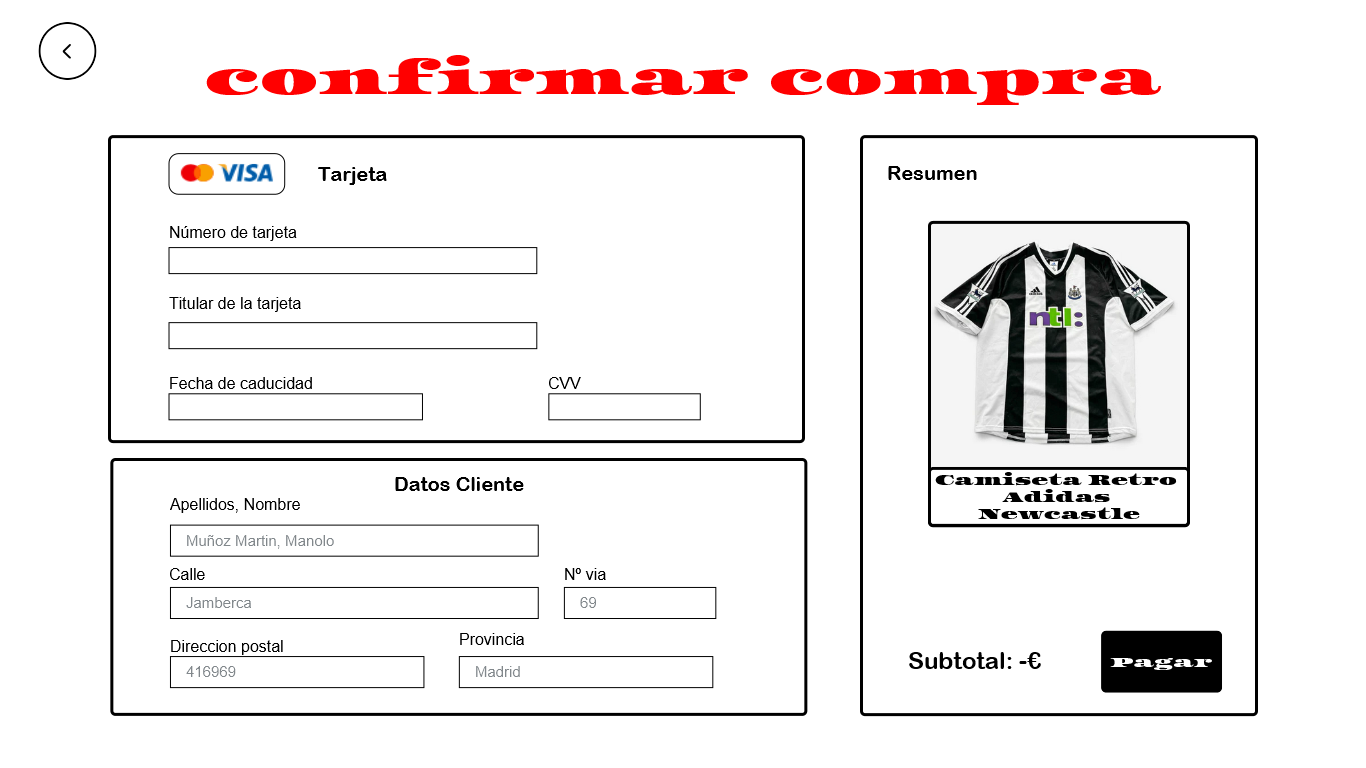 confirmar compra
VISA
Tarjeta
Número de tarjeta
Titular de la tarjeta
Fecha de caducidad
CVV
Datos Cliente
Apellidos, Nombre
Muñoz Martin, Manolo
Calle
Nº via
Jamberca
69
Direccion postal
Provincia
416969
Madrid
Resumen
ntl:
Camiseta Retro
Adidas
Newcastle
Subtotal: -€
Pagar